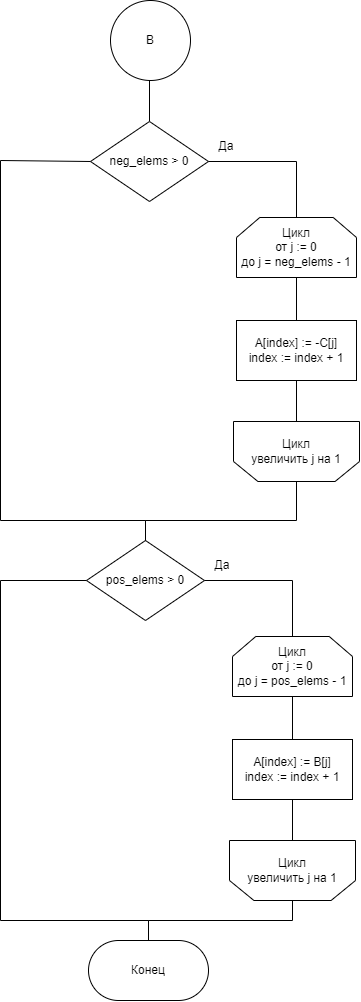 B
neg_elems > 0
Да
Цикл
от j := 0
до j = neg_elems - 1
A[index] := -C[j]
index := index + 1
Цикл
увеличить j на 1
pos_elems > 0
Да
Цикл
от j := 0
до j = pos_elems - 1
A[index] := B[j]
index := index + 1
Цикл
увеличить j на 1
Конец